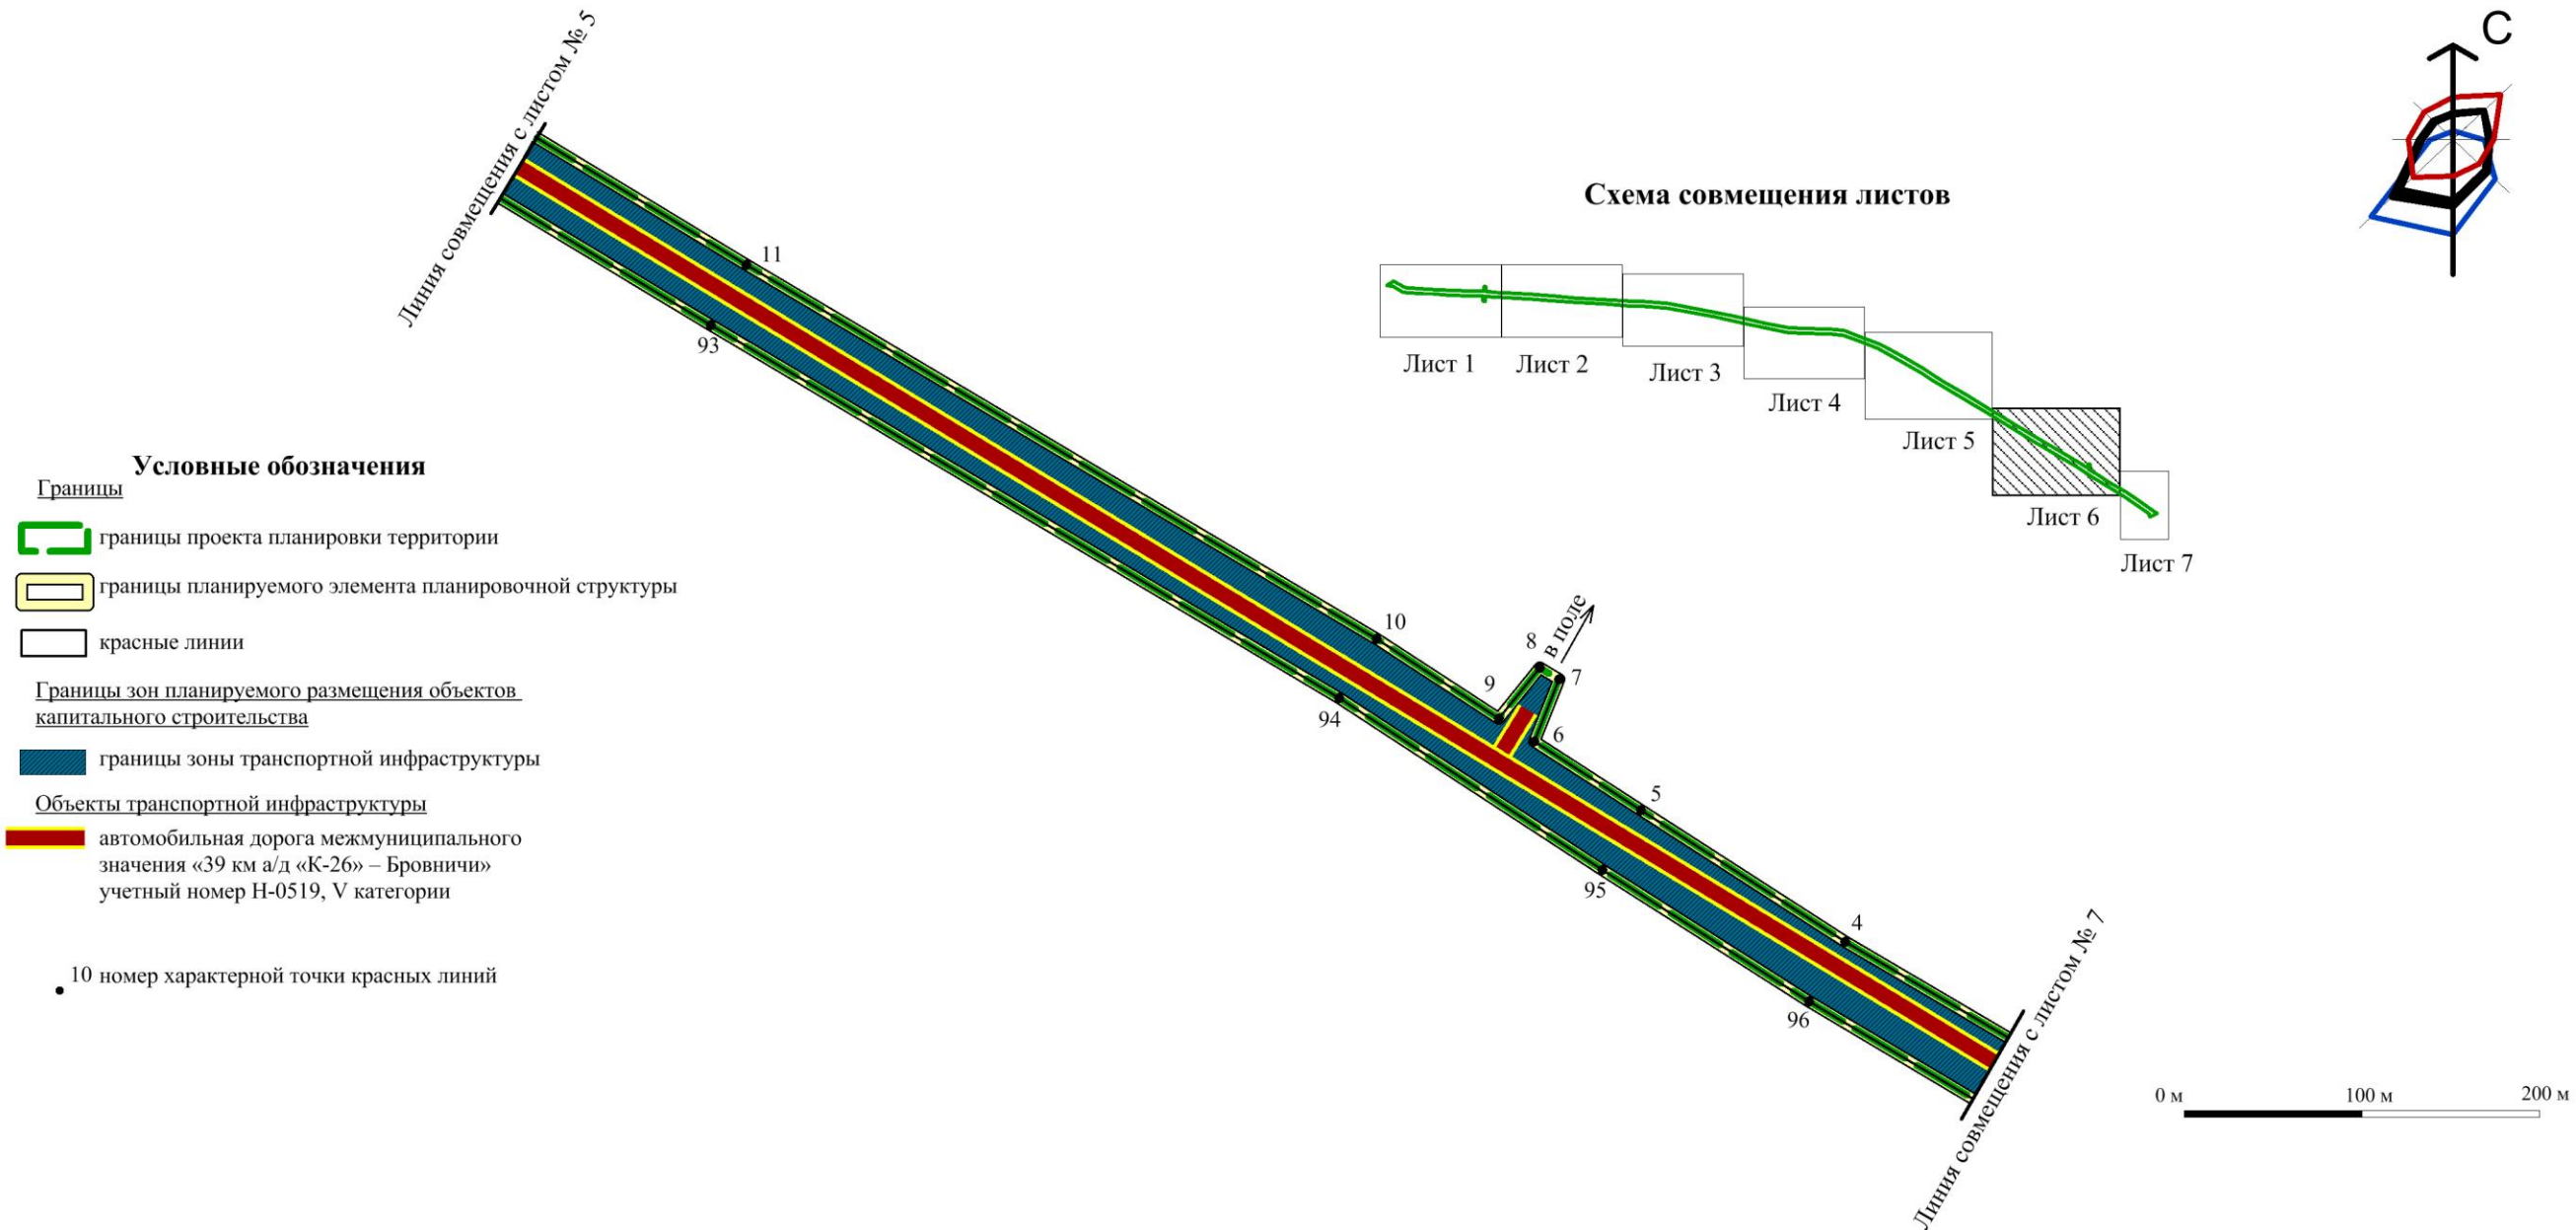 Линия совмещения с листом № 5
С
Схема совмещения листов
Лист 1
Лист 2
Лист 3
Лист 4
Лист 5
Лист 6
Лист 7
11
93
10
94
9
8
в поле
7
6
5
95
4
96
Линия совмещения с листом № 7
Условные обозначения
Границы
границы проекта планировки территории
границы планируемого элемента планировочной структуры
красные линии
Границы зон планируемого размещения объектов
капитального строительства
границы зоны транспортной инфраструктуры
Объекты транспортной инфраструктуры
автомобильная дорога межмуниципального
значения «39 км а/д «К-26» – Бровничи»
учетный номер Н-0519, V категории
10 номер характерной точки красных линий
0 м 100 м 200 м